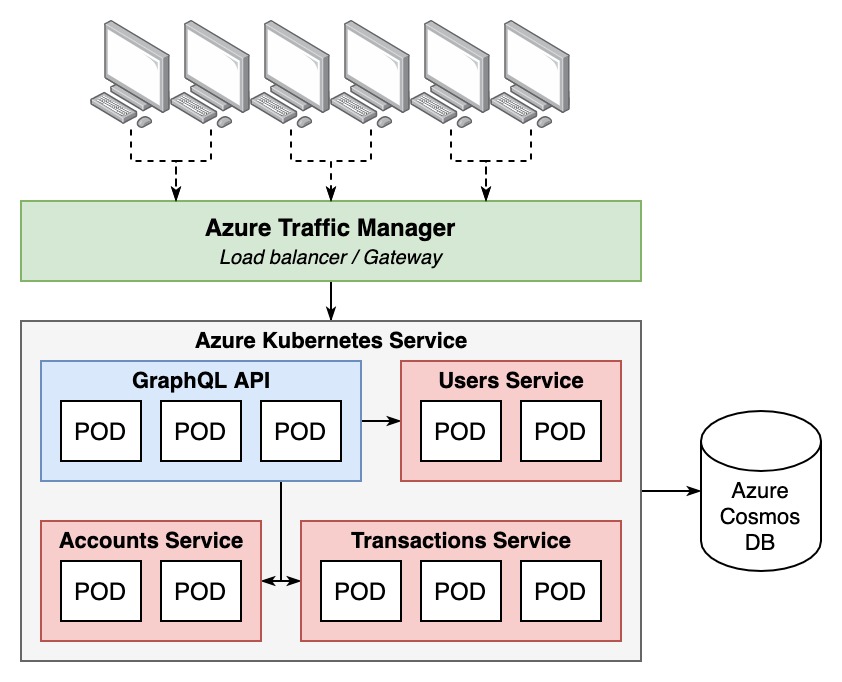 Azure Traffic Manager
Load balancer / Gateway
Azure Kubernetes Service
GraphQL API
POD
POD
POD
Users Service
POD
POD
Accounts Service
POD
POD
Transactions Service
POD
POD
POD
Azure
Cosmos
DB